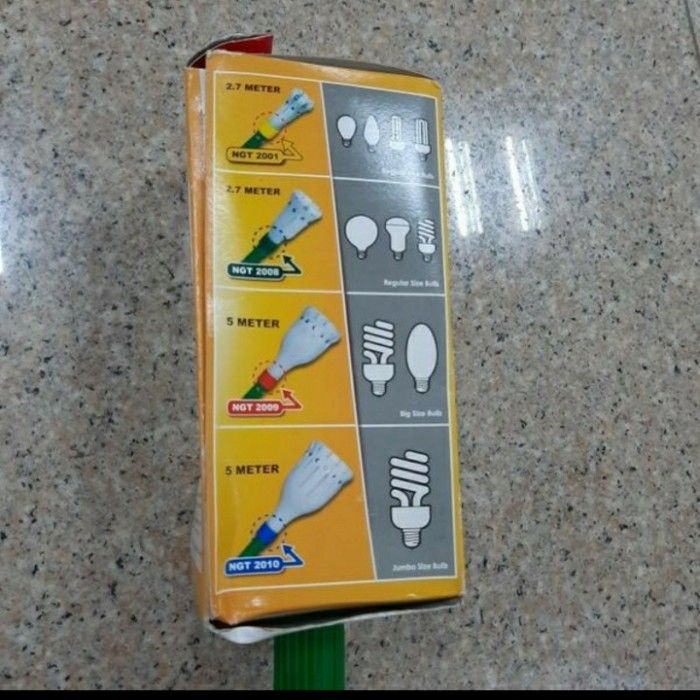 2.7 METER
NGT 2001
Bulb
2.7 METER
NGT 2008
Regular Size Bulb
5 METER
NGT 2009
Big Size Bulb
5 METER
NGT 2010
Jumbo Size Bulb